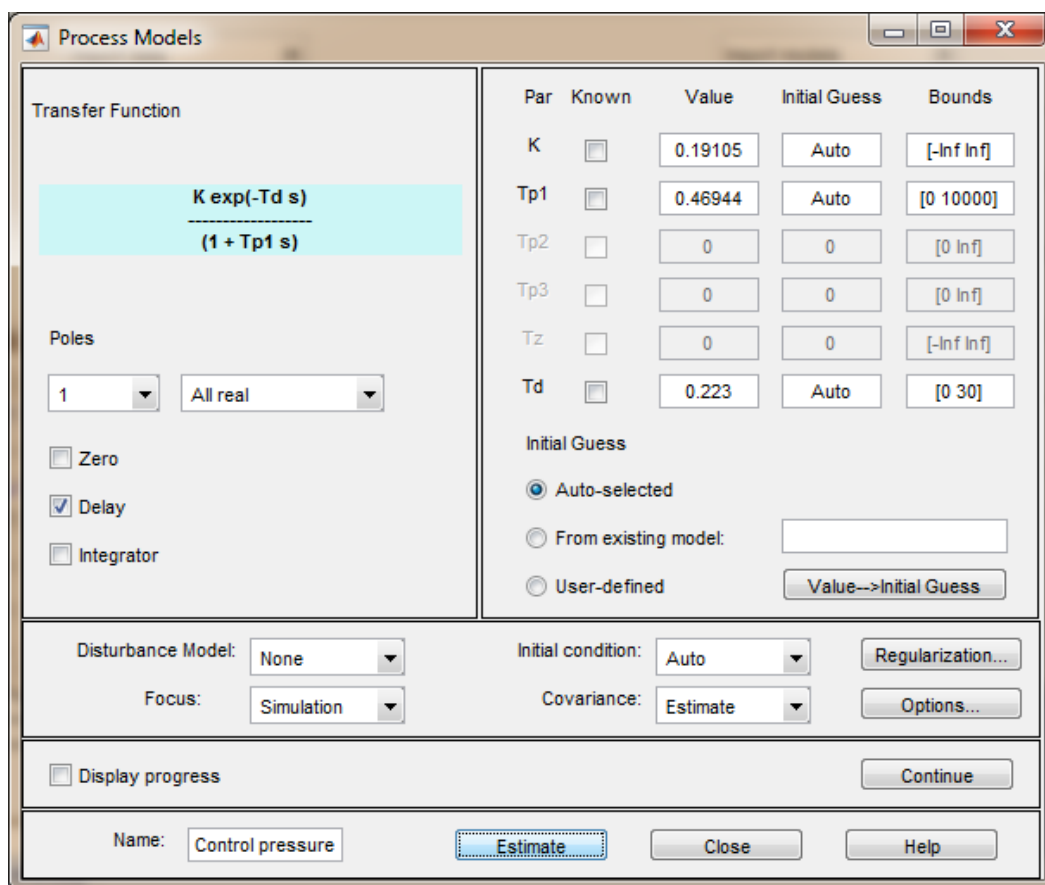 Process Models
Transfer Function
K exp(-Td s)
------------------
(1 + Tp1 s)
Poles
1 All real
Zero
Delay
Integrator
Par Known Value Initial Guess Bounds
K 0.19105 Auto [-Inf Inf]
Tp1 0.46944 Auto [0 10000]
Tp2 0 0 [0 Inf]
Tp3 0 0 [0 Inf]
Tz 0 0 [-Inf Inf]
Td 0.223 Auto [0 30]
Initial Guess
Auto-selected
From existing model:
User-defined Value-->Initial Guess
Disturbance Model: None Initial condition: Auto Regularization...
Focus: Simulation Covariance: Estimate Options...
Display progress Continue
Name: Control pressure Estimate Close Help